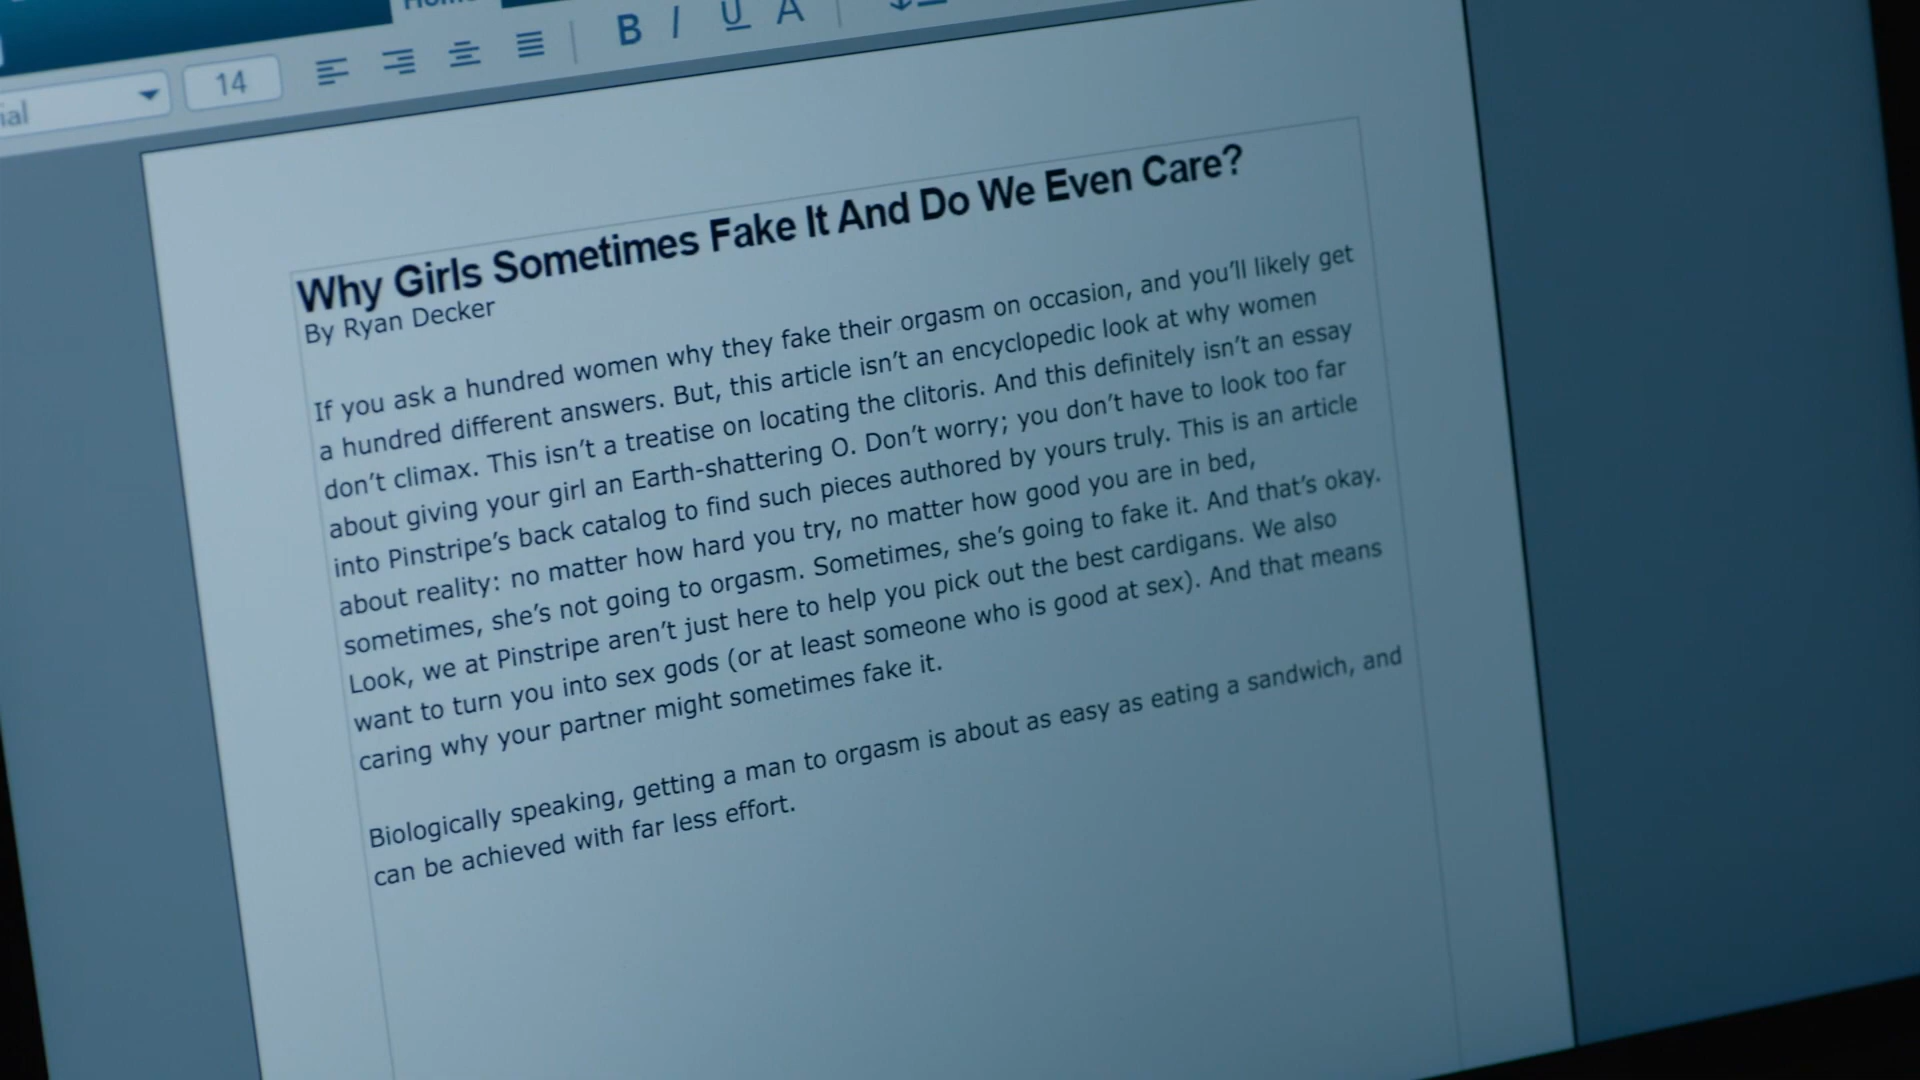 14
B I U A
Why Girls Sometimes Fake It And Do We Even Care?
By Ryan Decker
If you ask a hundred women why they fake their orgasm on occasion, and you'll likely get
a hundred different answers. But, this article isn't an encyclopedic look at why women
don't climax. This isn't a treatise on locating the clitoris. And this definitely isn't an essay
about giving your girl an Earth-shattering O. Don't worry; you don't have to look too far
into Pinstripe's back catalog to find such pieces authored by yours truly. This is an article
about reality: no matter how hard you try, no matter how good you are in bed,
sometimes, she's not going to orgasm. Sometimes, she's going to fake it. And that's okay.
Look, we at Pinstripe aren't just here to help you pick out the best cardigans. We also
want to turn you into sex gods (or at least someone who is good at sex). And that means
caring why your partner might sometimes fake it.
Biologically speaking, getting a man to orgasm is about as easy as eating a sandwich, and
can be achieved with far less effort.